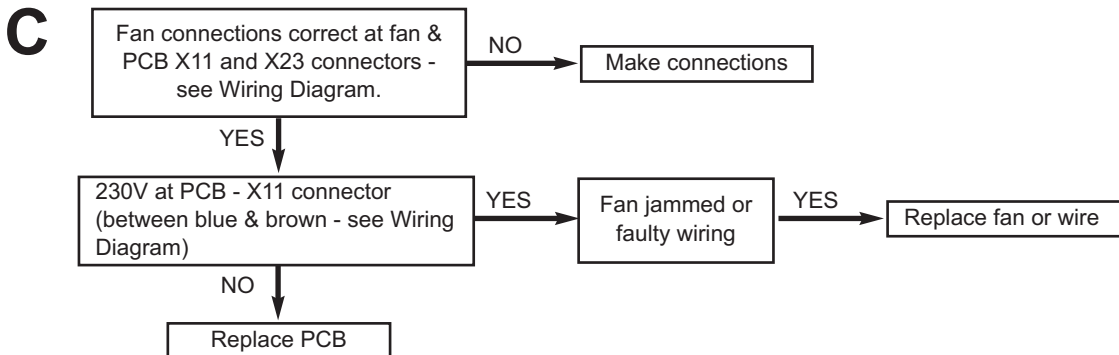 C
Fan connections correct at fan &
PCB X11 and X23 connectors -
see Wiring Diagram.
NO
Make connections
YES
230V at PCB - X11 connector
(between blue & brown - see Wiring
Diagram)
YES
Fan jammed or
faulty wiring
YES
Replace fan or wire
NO
Replace PCB